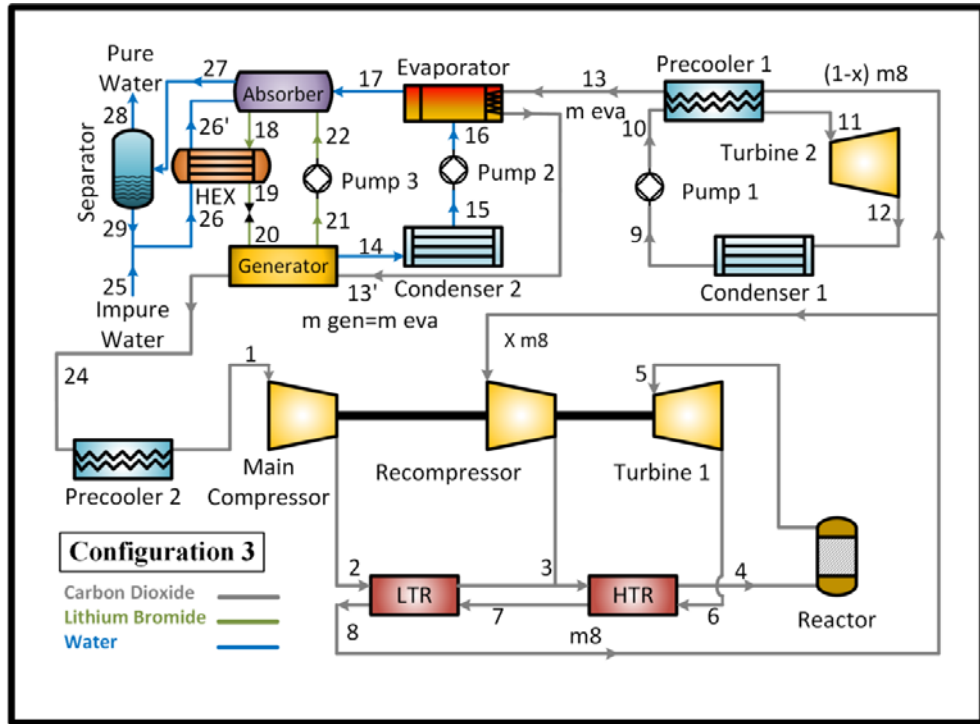 Pure
Water
27
17
Evaporator
13
Precooler 1
(1-x) m8
Absorber
m eva
28
26'
18
22
16
10
11
Turbine 2
Separator
HEX
Pump 3
Pump 2
Pump 1
29
26
19
21
15
9
12
20
14
Generator
Condenser 2
Condenser 1
25
13'
Impure
Water
m gen=m eva
X m8
24
1
5
Main
Compressor
Recompressor
Turbine 1
Precooler 2
Configuration 3
2
3
4
Carbon Dioxide
Lithium Bromide
Water
LTR
HTR
8
7
6
m8
Reactor